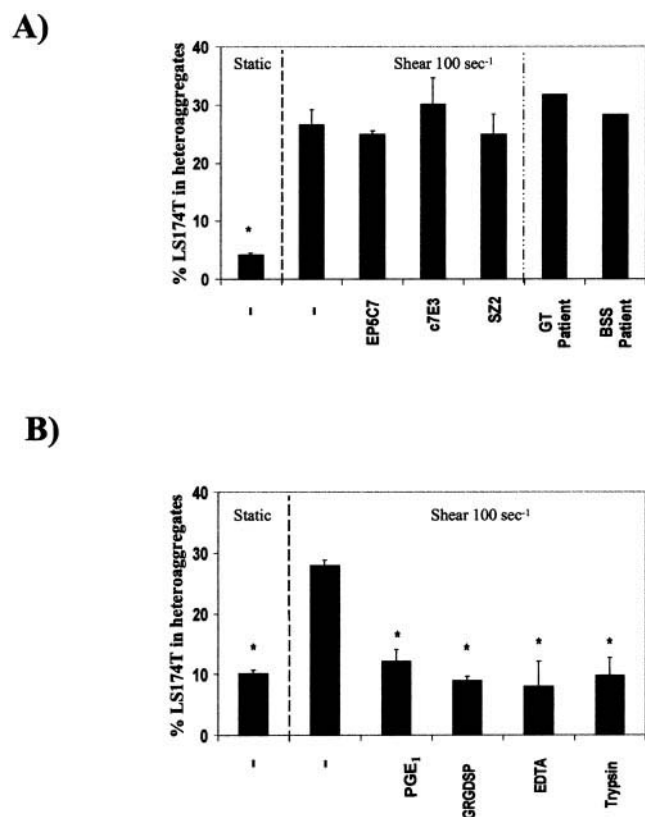 A)
% LS174T in heteroaggregates
40
30
20
10
0
Static
Shear 100 sec-1
*
–
–
EP5C7
c7E3
SZ2
GT
Patient
BSS
Patient
B)
% LS174T in heteroaggregates
40
30
20
10
0
Static
Shear 100 sec-1
*
*
*
*
*
–
–
PGE1
GRGDSP
EDTA
Trypsin